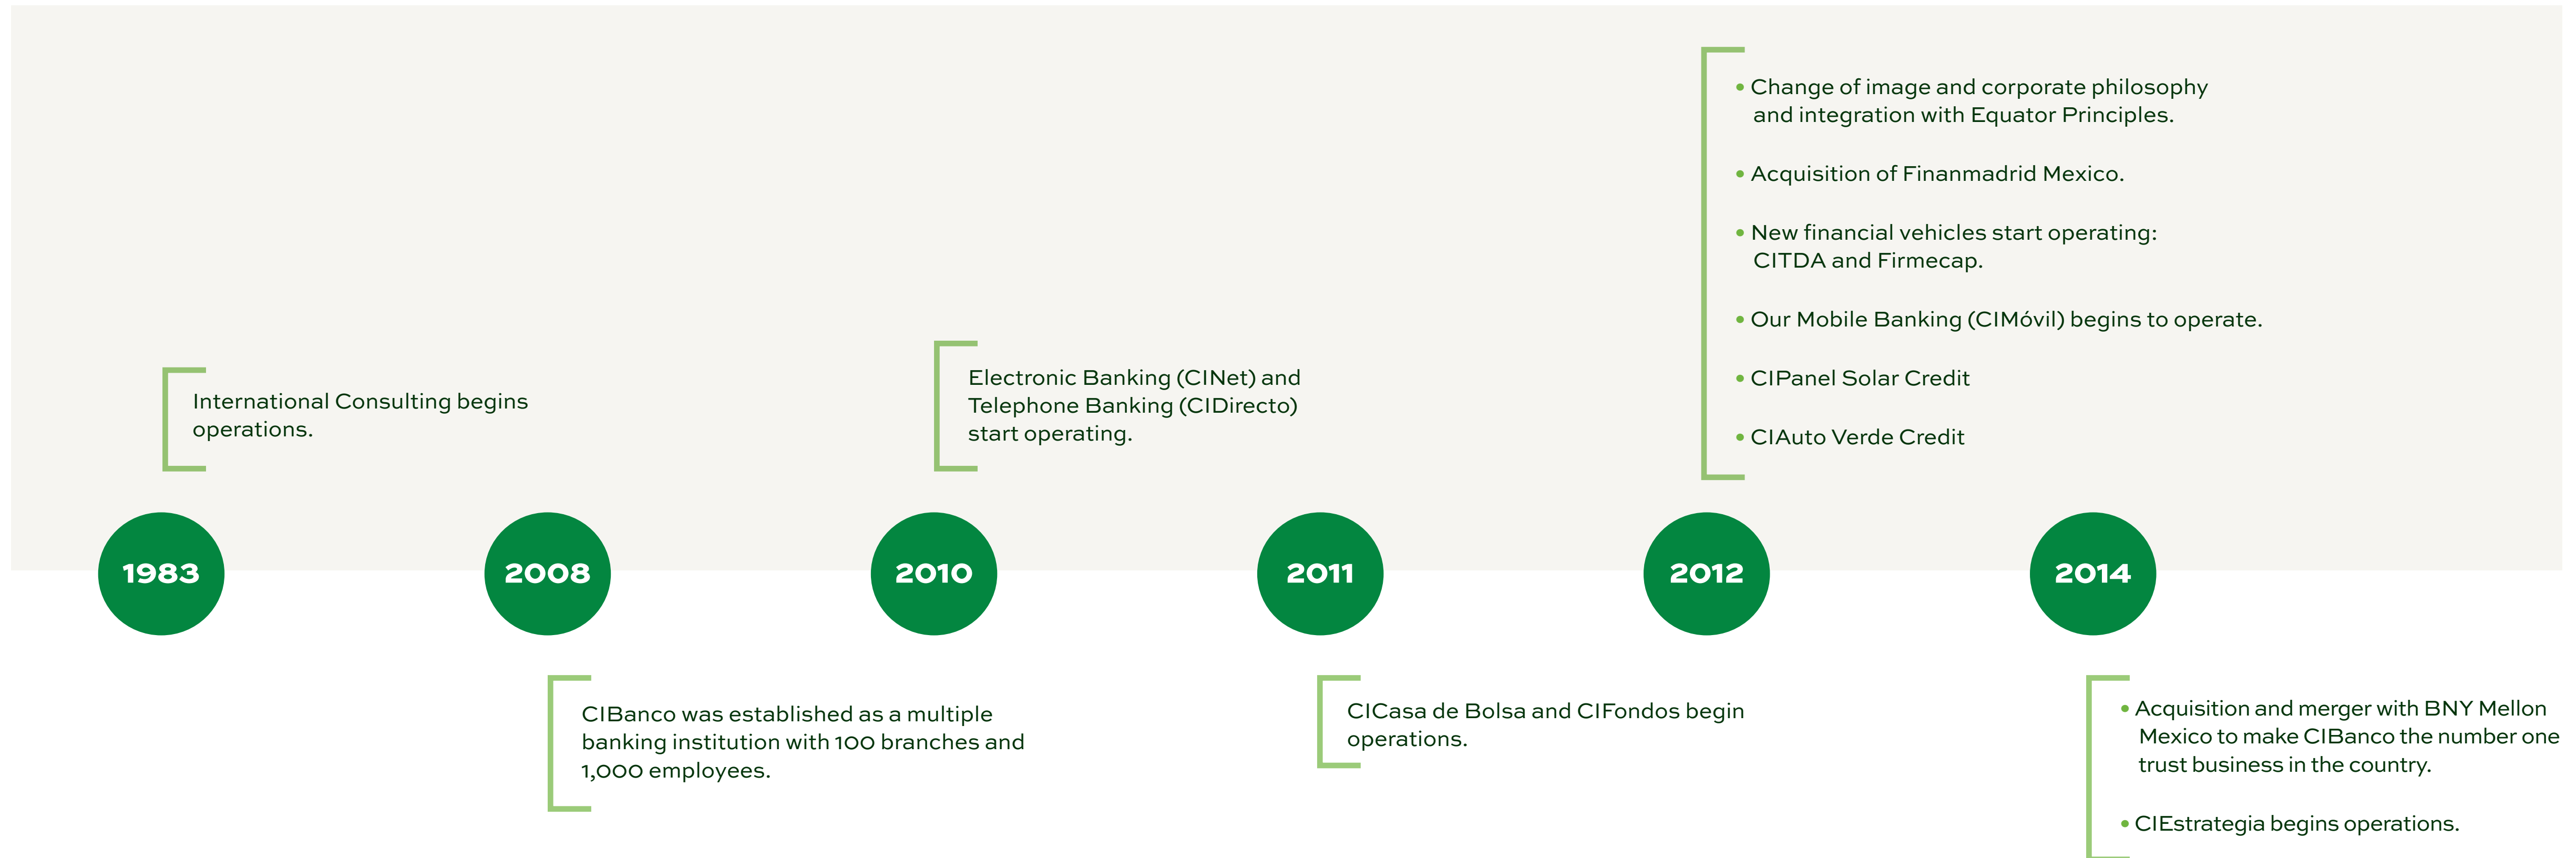 • Change of image and corporate philosophy
and integration with Equator Principles.
• Acquisition of Finanmadrid Mexico.
• New financial vehicles start operating:
CITDA and Firmecap.
• Our Mobile Banking (CIMóvil) begins to operate.
• CIPanel Solar Credit
• CIAuto Verde Credit
International Consulting begins
operations.
Electronic Banking (CINet) and
Telephone Banking (CIDirecto)
start operating.
1983
2008
2010
2011
2012
2014
CIBanco was established as a multiple
banking institution with 100 branches and
1,000 employees.
CICasa de Bolsa and CIFondos begin
operations.
• Acquisition and merger with BNY Mellon
Mexico to make CIBanco the number one
trust business in the country.
• CIEstrategia begins operations.